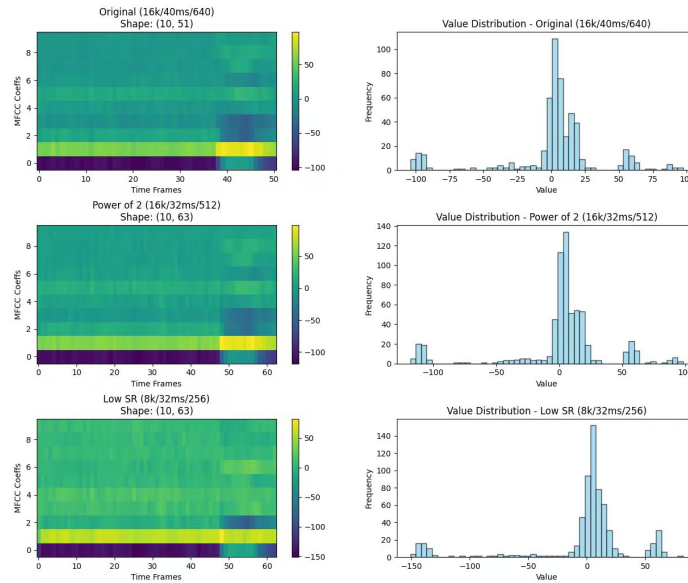 Original (16k/40ms/640)
Shape: (10, 51)
MFCC Coeffs
8
6
4
2
0
0 10 20 30 40 50
Time Frames
50
0
−50
−100
Value Distribution - Original (16k/40ms/640)
Frequency
100
80
60
40
20
0
−100 −75 −50 −25 0 25 50 75 100
Value
Power of 2 (16k/32ms/512)
Shape: (10, 63)
MFCC Coeffs
8
6
4
2
0
0 10 20 30 40 50 60
Time Frames
50
0
−50
−100
Value Distribution - Power of 2 (16k/32ms/512)
Frequency
140
120
100
80
60
40
20
0
−100 −50 0 50 100
Value
Low SR (8k/32ms/256)
Shape: (10, 63)
MFCC Coeffs
8
6
4
2
0
0 10 20 30 40 50 60
Time Frames
50
0
−50
−100
−150
Value Distribution - Low SR (8k/32ms/256)
Frequency
140
120
100
80
60
40
20
0
−150 −100 −50 0 50
Value